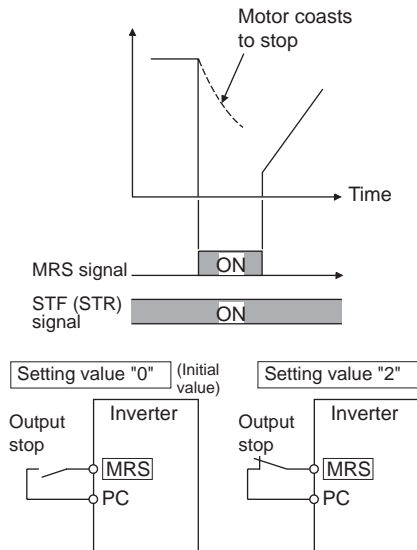 Motor coasts
to stop
Time
MRS signal
ON
STF (STR)
signal
ON
Setting value "0"
(Initial
value)
Setting value "2"
Output
stop
Inverter
MRS
PC
Output
stop
Inverter
MRS
PC